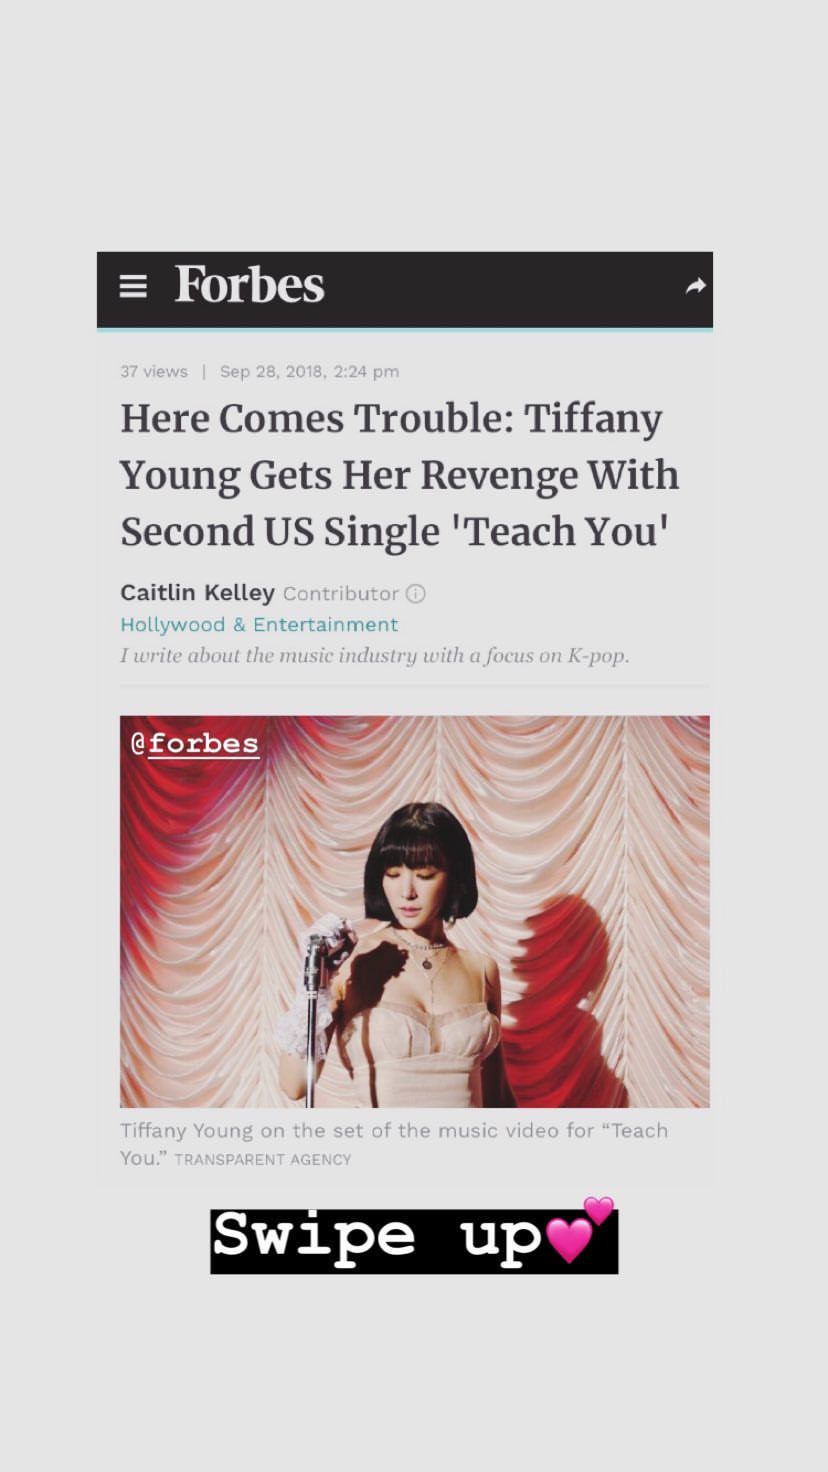 Forbes
37 views | Sep 28, 2018, 2:24 pm
Here Comes Trouble: Tiffany
Young Gets Her Revenge With
Second US Single 'Teach You'
Caitlin Kelley Contributor ⓘ
Hollywood & Entertainment
I write about the music industry with a focus on K-pop.
@forbes
Tiffany Young on the set of the music video for “Teach
You.” TRANSPARENT AGENCY
Swipe up💕